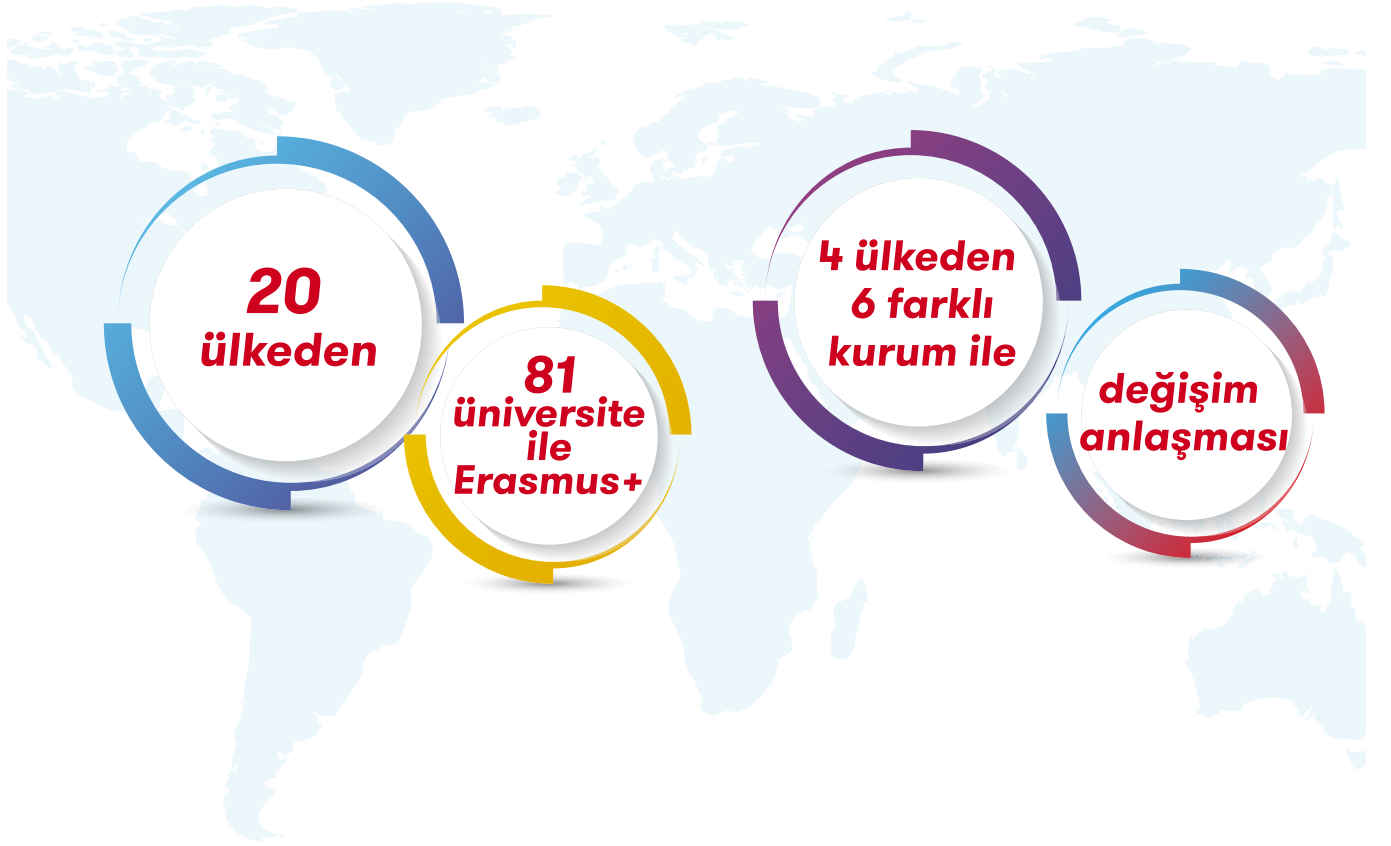 20
ülkeden
81
üniversite
ile
Erasmus+
4 ülkeden
6 farklı
kurum ile
değişim
anlaşması